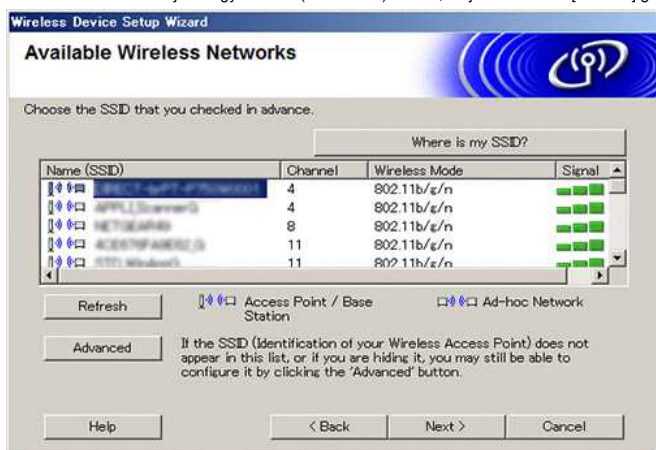 Wireless Device Setup Wizard
Available Wireless Networks
Choose the SSID that you checked in advance.
Where is my SSID?
Name (SSID) Channel Wireless Mode Signal
4 802.11b/g/n
4 802.11b/g/n
8 802.11b/g/n
11 802.11b/g/n
11 802.11b/g/n
Refresh Access Point / Base Station Ad-hoc Network
Advanced If the SSID (Identification of your Wireless Access Point) does not
appear in this list, or if you are hiding it, you may still be able to
configure it by clicking the 'Advanced' button.
Help < Back Next > Cancel